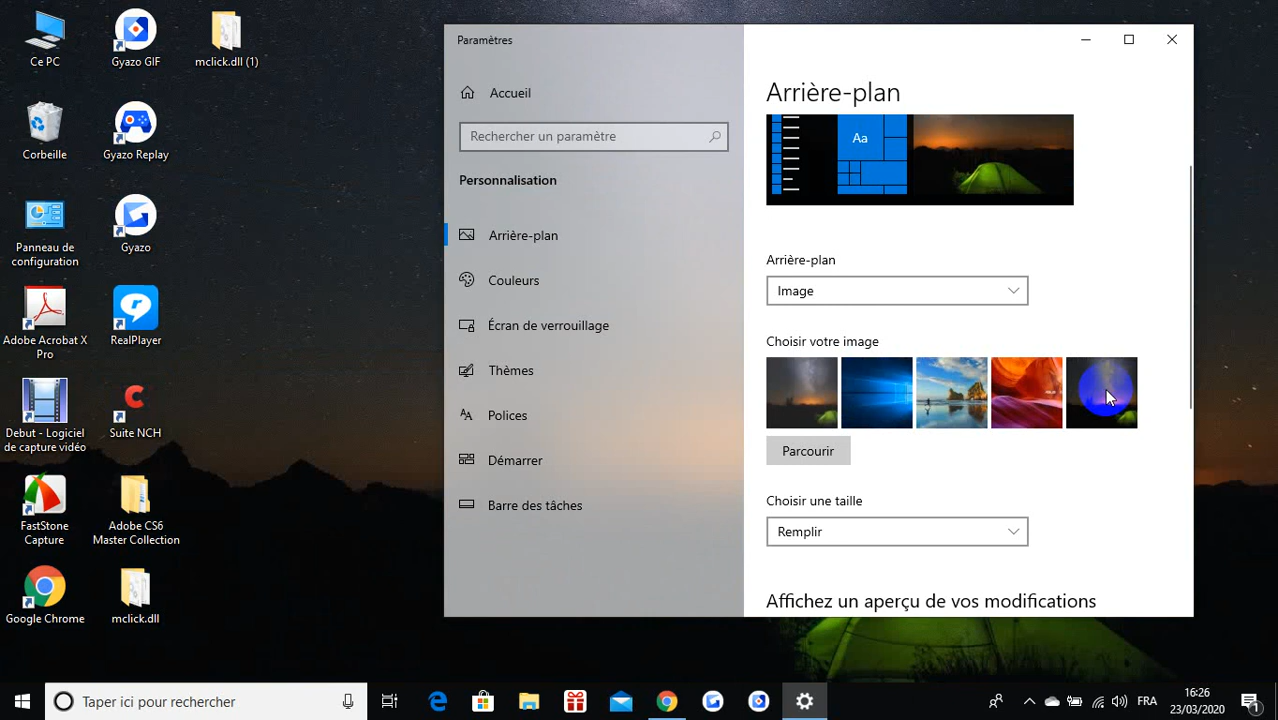 Ce PC
Gyazo GIF
mclick.dll (1)
Corbeille
Gyazo Replay
Panneau de
configuration
Gyazo
Adobe Acrobat X
Pro
RealPlayer
Debut - Logiciel
de capture vidéo
Suite NCH
FastStone
Capture
Adobe CS6
Master Collection
Google Chrome
mclick.dll
Paramètres
Accueil
Rechercher un paramètre
Personnalisation
Arrière-plan
Couleurs
Écran de verrouillage
Thèmes
Polices
Démarrer
Barre des tâches
Arrière-plan
Aa
Arrière-plan
Image
Choisir votre image
Parcourir
Choisir une taille
Remplir
Affichez un aperçu de vos modifications
Taper ici pour rechercher
FRA
16:26
23/03/2020
1